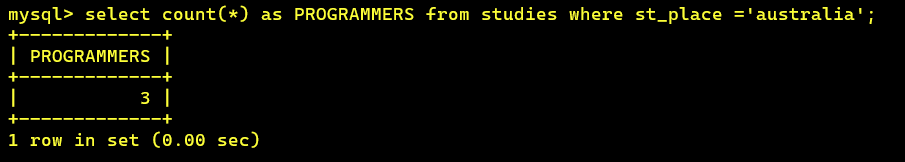 mysql> select count(*) as PROGRAMMERS from studies where st_place ='australia';
+-------------+
| PROGRAMMERS |
+-------------+
|           3 |
+-------------+
1 row in set (0.00 sec)